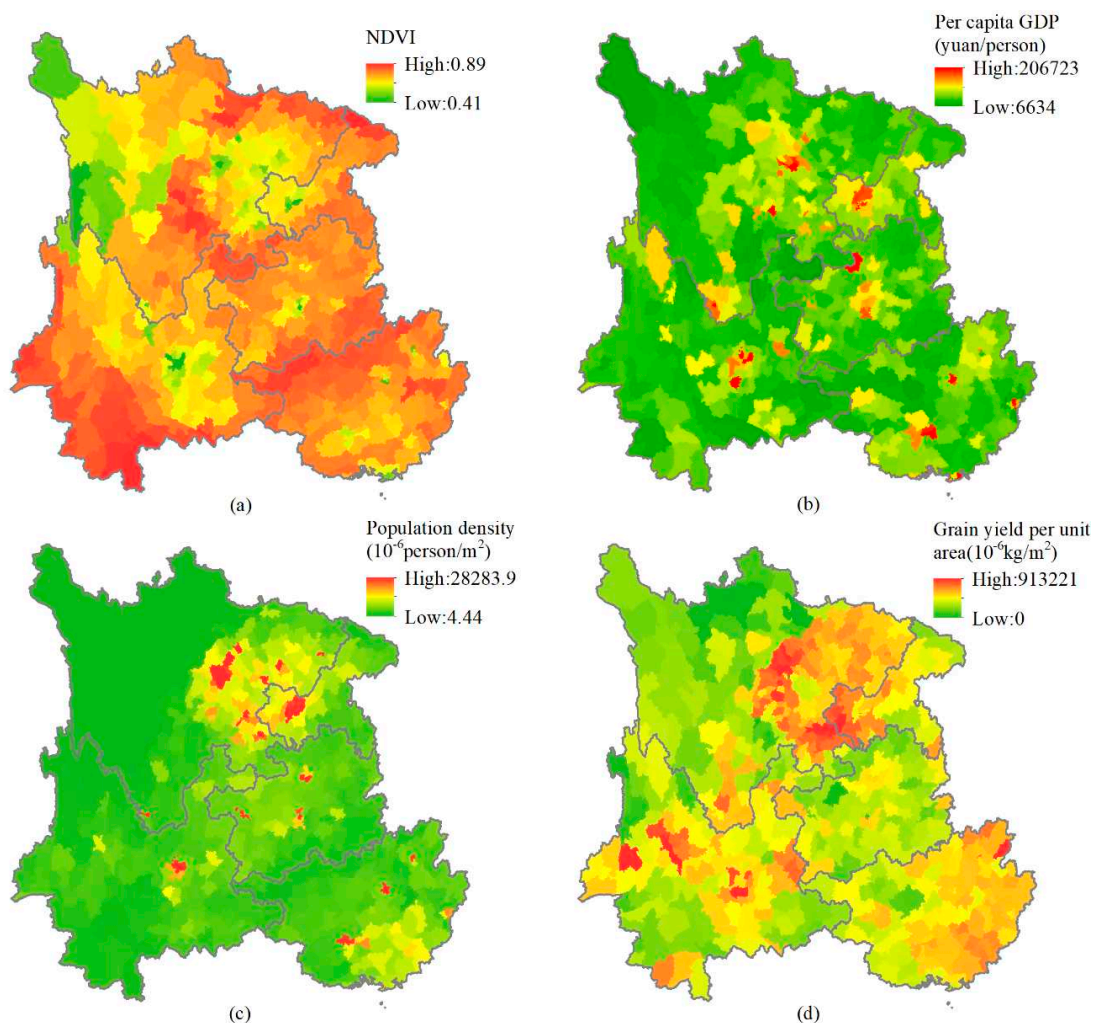 NDVI
High:0.89
Low:0.41
(a)
Per capita GDP
(yuan/person)
High:206723
Low:6634
(b)
Population density
(10⁻⁶person/m²)
High:28283.9
Low:4.44
(c)
Grain yield per unit
area(10⁻⁶kg/m²)
High:913221
Low:0
(d)